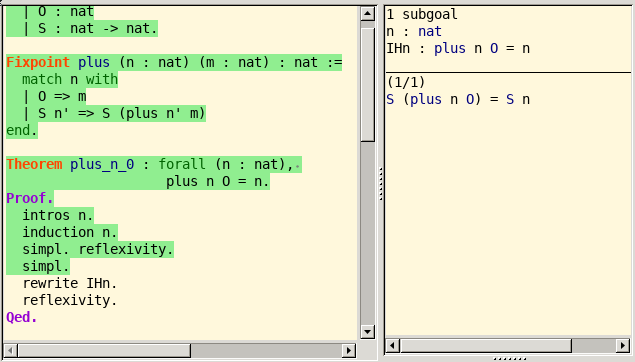 | O : nat
| S : nat -> nat.
Fixpoint plus (n : nat) (m : nat) : nat :=
match n with
| O => m
| S n' => S (plus n' m)
end.
Theorem plus_n_O : forall (n : nat),
plus n O = n.
Proof.
intros n.
induction n.
simpl. reflexivity.
simpl.
rewrite IHn.
reflexivity.
Qed.
1 subgoal
n : nat
IHn : plus n O = n
(1/1)
S (plus n O) = S n